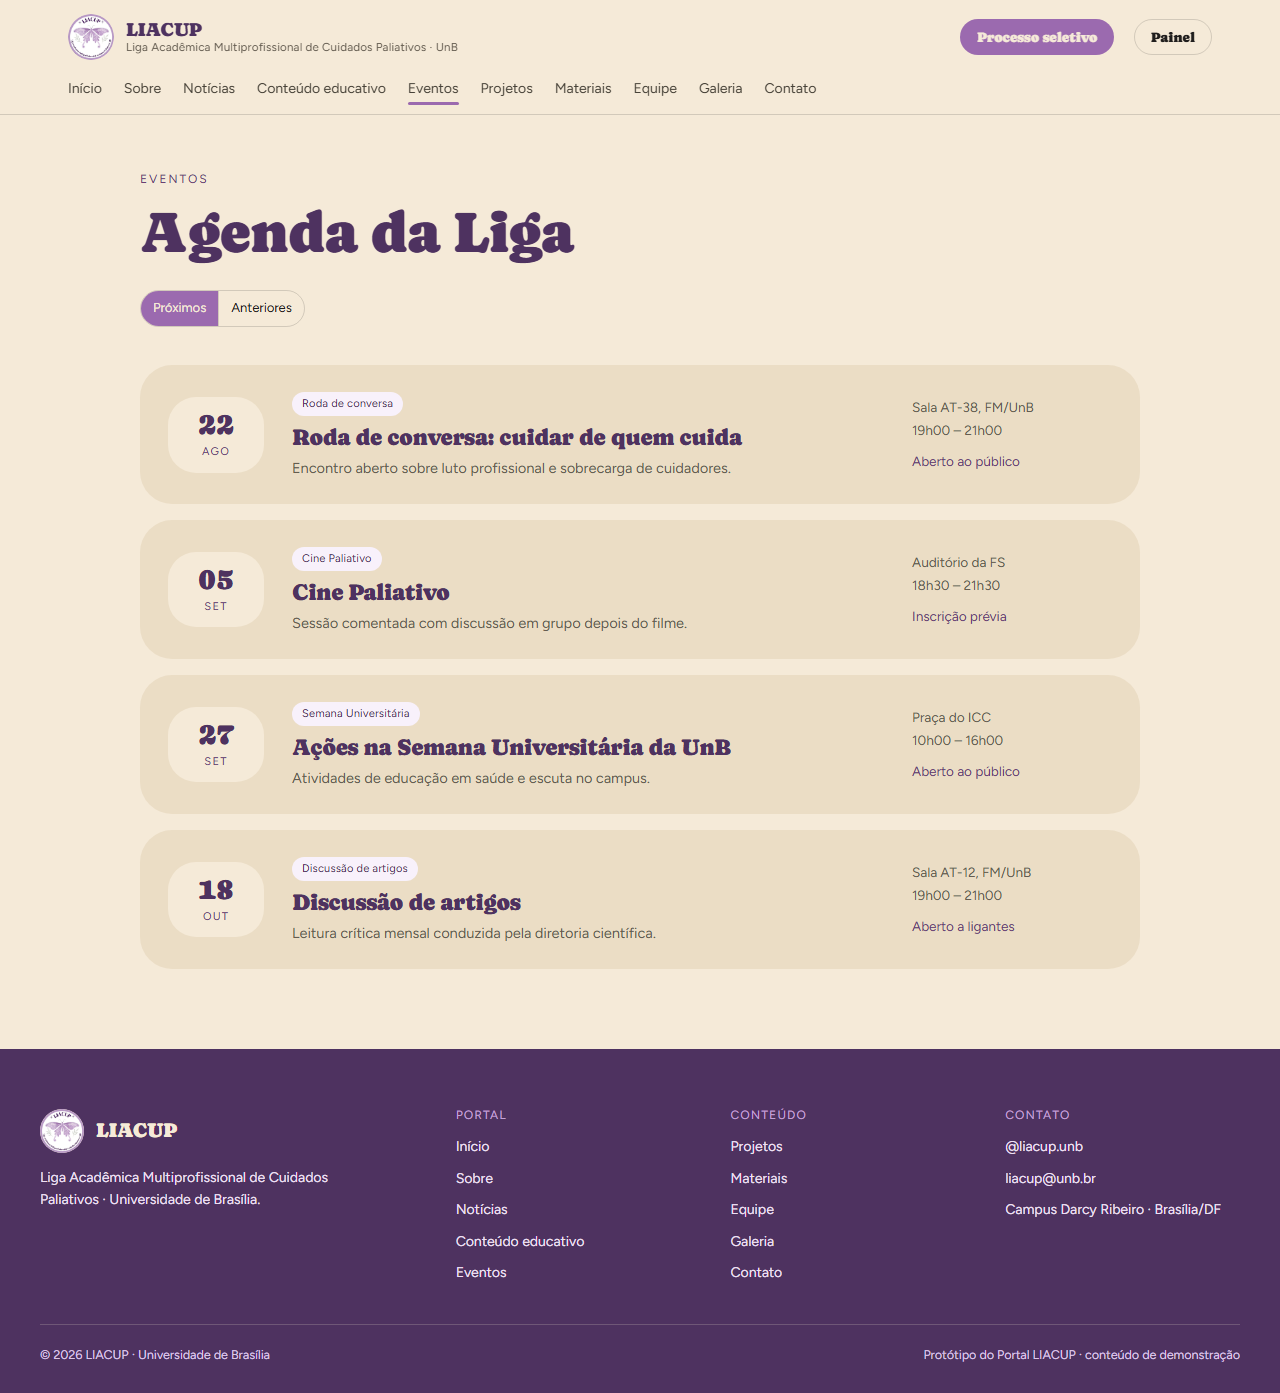 LIACUP
Liga Acadêmica Multiprofissional de Cuidados Paliativos · UnB
Processo seletivo
Painel
Início Sobre Notícias Conteúdo educativo Eventos Projetos Materiais Equipe Galeria Contato
EVENTOS
Agenda da Liga
Próximos Anteriores
22
AGO
Roda de conversa
Roda de conversa: cuidar de quem cuida
Encontro aberto sobre luto profissional e sobrecarga de cuidadores.
Sala AT-38, FM/UnB
19h00 – 21h00
Aberto ao público
05
SET
Cine Paliativo
Cine Paliativo
Sessão comentada com discussão em grupo depois do filme.
Auditório da FS
18h30 – 21h30
Inscrição prévia
27
SET
Semana Universitária
Ações na Semana Universitária da UnB
Atividades de educação em saúde e escuta no campus.
Praça do ICC
10h00 – 16h00
Aberto ao público
18
OUT
Discussão de artigos
Discussão de artigos
Leitura crítica mensal conduzida pela diretoria científica.
Sala AT-12, FM/UnB
19h00 – 21h00
Aberto a ligantes
LIACUP
Liga Acadêmica Multiprofissional de Cuidados
Paliativos · Universidade de Brasília.
PORTAL
Início
Sobre
Notícias
Conteúdo educativo
Eventos
CONTEÚDO
Projetos
Materiais
Equipe
Galeria
Contato
CONTATO
@liacup.unb
liacup@unb.br
Campus Darcy Ribeiro · Brasília/DF
© 2026 LIACUP · Universidade de Brasília
Protótipo do Portal LIACUP · conteúdo de demonstração